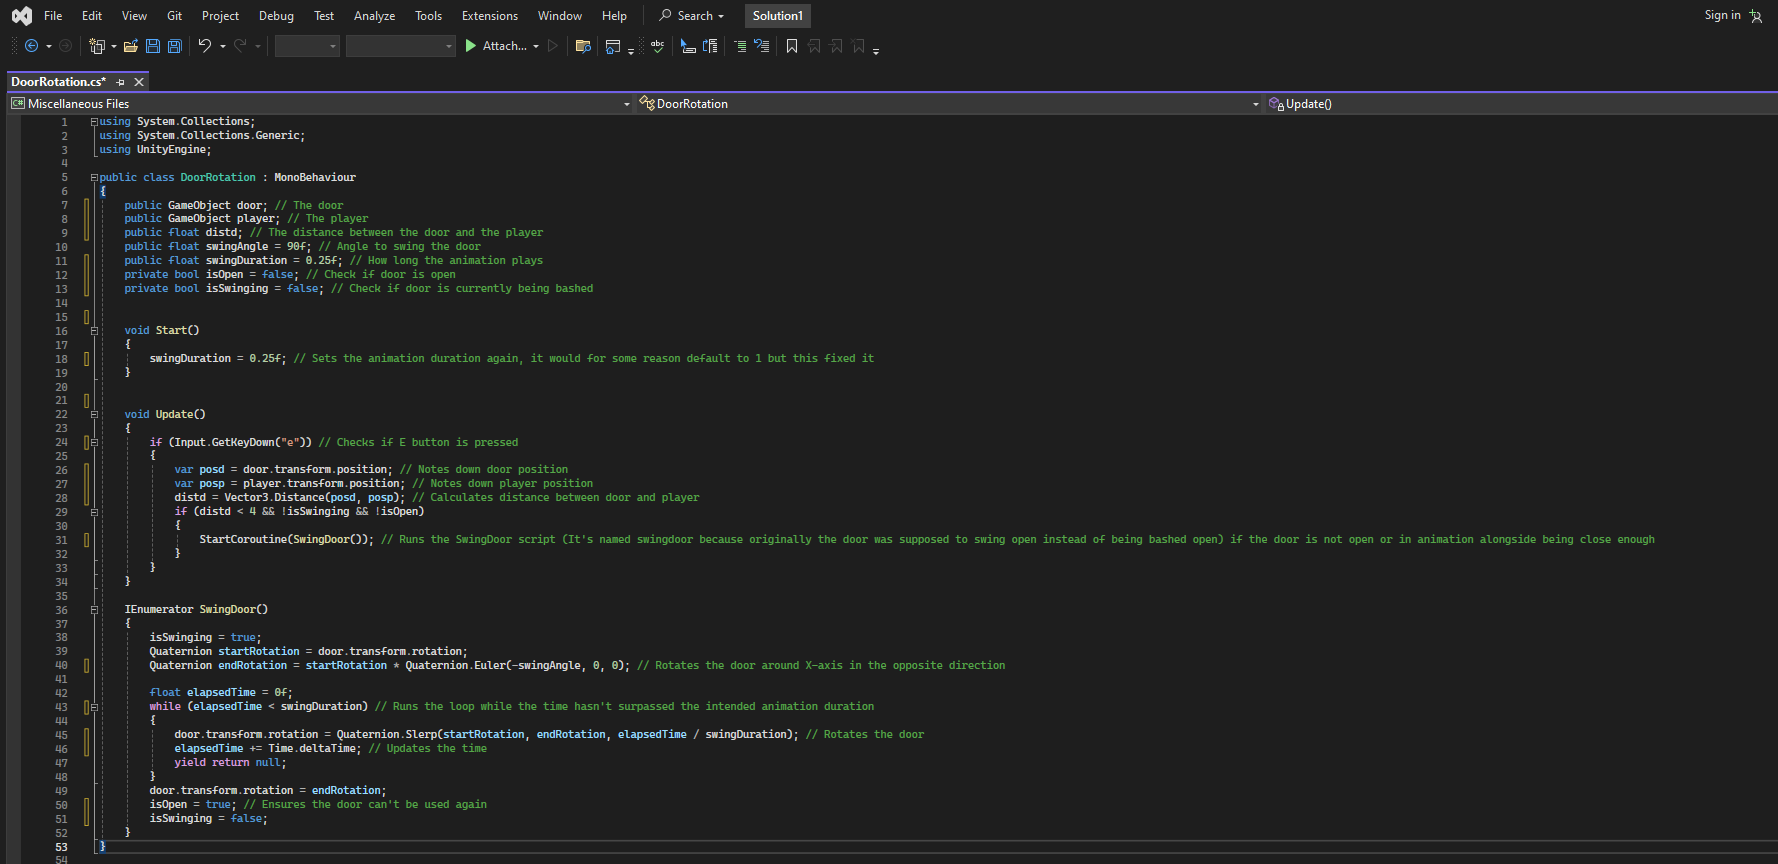 File Edit View Git Project Debug Test Analyze Tools Extensions Window Help Search Solution1 Sign in
Attach...
DoorRotation.cs*
C# Miscellaneous Files DoorRotation Update()
1 using System.Collections;
2 using System.Collections.Generic;
3 using UnityEngine;
4
5 public class DoorRotation : MonoBehaviour
6 {
7 public GameObject door; // The door
8 public GameObject player; // The player
9 public float distd; // The distance between the door and the player
10 public float swingAngle = 90f; // Angle to swing the door
11 public float swingDuration = 0.25f; // How long the animation plays
12 private bool isOpen = false; // Check if door is open
13 private bool isSwinging = false; // Check if door is currently being bashed
14
15
16 void Start()
17 {
18 swingDuration = 0.25f; // Sets the animation duration again, it would for some reason default to 1 but this fixed it
19 }
20
21
22 void Update()
23 {
24 if (Input.GetKeyDown("e")) // Checks if E button is pressed
25 {
26 var posd = door.transform.position; // Notes down door position
27 var posp = player.transform.position; // Notes down player position
28 distd = Vector3.Distance(posd, posp); // Calculates distance between door and player
29 if (distd < 4 && !isSwinging && !isOpen)
30 {
31 StartCoroutine(SwingDoor()); // Runs the SwingDoor script (It's named swingdoor because originally the door was supposed to swing open instead of being bashed open) if the door is not open or in animation alongside being close enough
32 }
33 }
34 }
35
36 IEnumerator SwingDoor()
37 {
38 isSwinging = true;
39 Quaternion startRotation = door.transform.rotation;
40 Quaternion endRotation = startRotation * Quaternion.Euler(-swingAngle, 0, 0); // Rotates the door around X-axis in the opposite direction
41
42 float elapsedTime = 0f;
43 while (elapsedTime < swingDuration) // Runs the loop while the time hasn't surpassed the intended animation duration
44 {
45 door.transform.rotation = Quaternion.Slerp(startRotation, endRotation, elapsedTime / swingDuration); // Rotates the door
46 elapsedTime += Time.deltaTime; // Updates the time
47 yield return null;
48 }
49 door.transform.rotation = endRotation;
50 isOpen = true; // Ensures the door can't be used again
51 isSwinging = false;
52 }
53 }
54